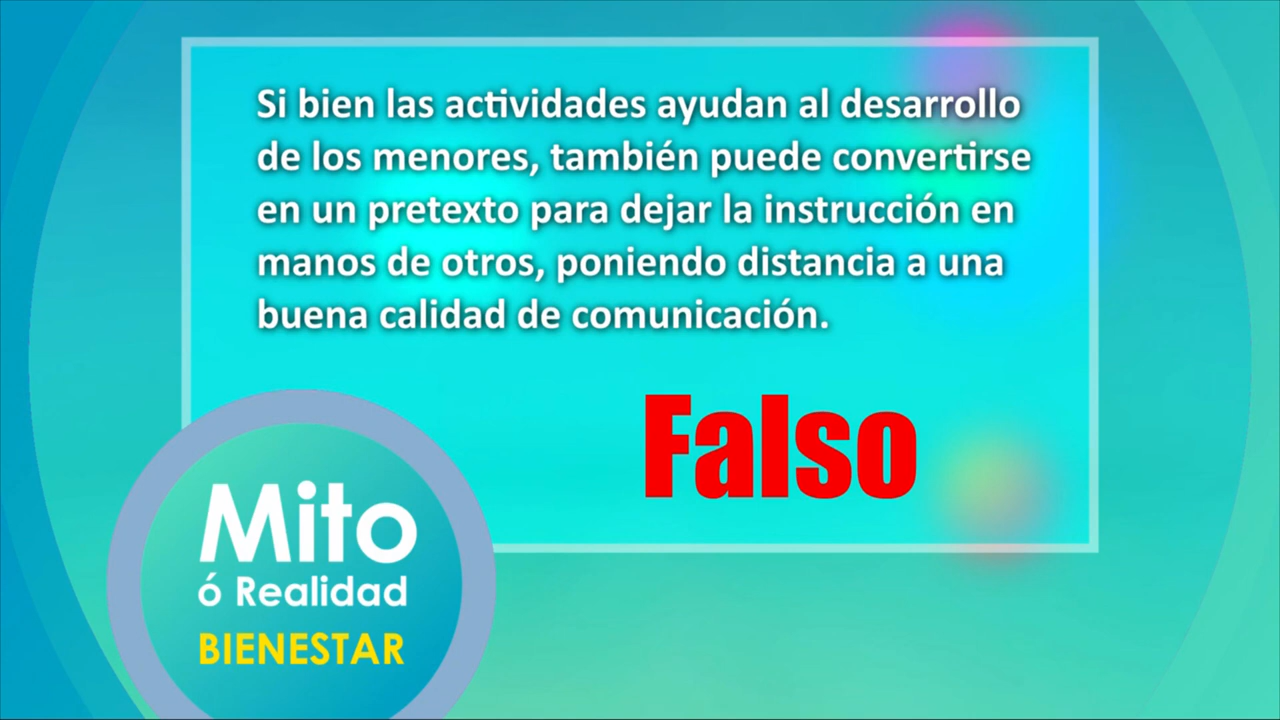 Si bien las actividades ayudan al desarrollo
de los menores, también puede convertirse
en un pretexto para dejar la instrucción en
manos de otros, poniendo distancia a una
buena calidad de comunicación.
Falso
Mito
ó Realidad
BIENESTAR